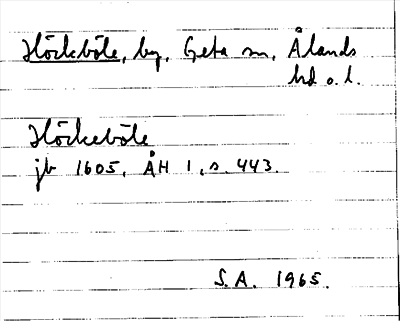 Höckböle, by, Geta sn, Ålands
hd o. l.
Höckeböle
jb 1605, ÅH 1, s. 443.
S.A. 1965.